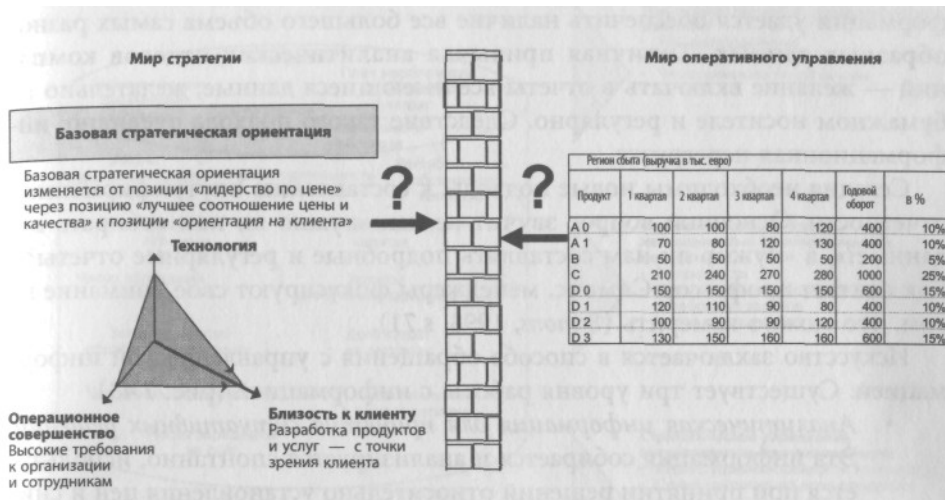 Мир стратегии
Базовая стратегическая ориентация
Базовая стратегическая ориентация
изменяется от позиции «лидерство по цене»
через позицию «лучшее соотношение цены и
качества» к позиции «ориентация на клиента»
Технология
Операционное
совершенство
Высокие требования
к организации
и сотрудникам
Близость к клиенту
Разработка продуктов
и услуг с точки
зрения клиента
?
?
Мир оперативного управления
Регион сбыта (выручка в тыс. евро)
Продукт 1 квартал 2 квартал 3 квартал 4 квартал Годовой оборот в %
A 0 100 100 80 120 400 10%
A 1 70 80 120 130 400 10%
B 50 50 50 50 200 5%
C 210 240 270 280 1000 25%
D 0 150 150 150 150 600 15%
D 1 120 110 90 80 400 10%
D 2 100 90 90 120 400 10%
D 3 130 150 160 160 600 15%